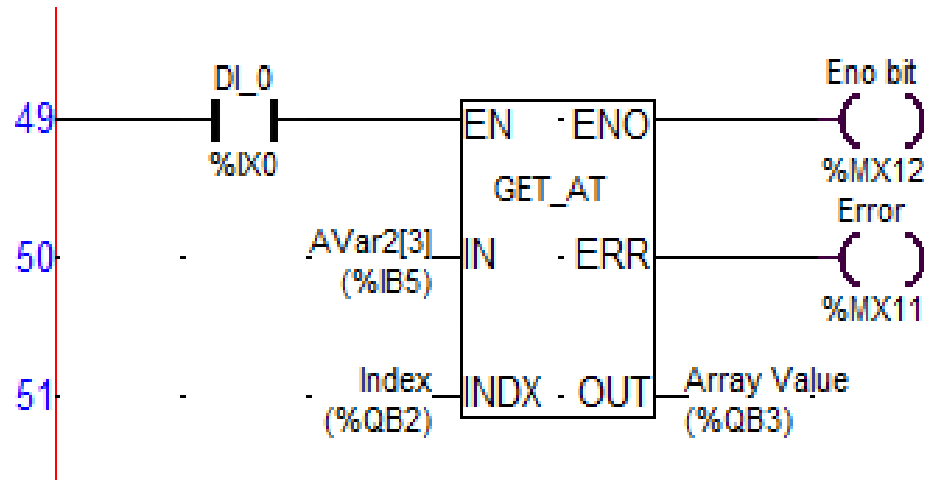 DI_0
Eno bit
49
EN
ENO
%IX0
%MX12
GET_AT
Error
AVar2[3]
50
IN
ERR
(%IB5)
%MX11
Index
Array Value
51
INDX
OUT
(%QB2)
(%QB3)